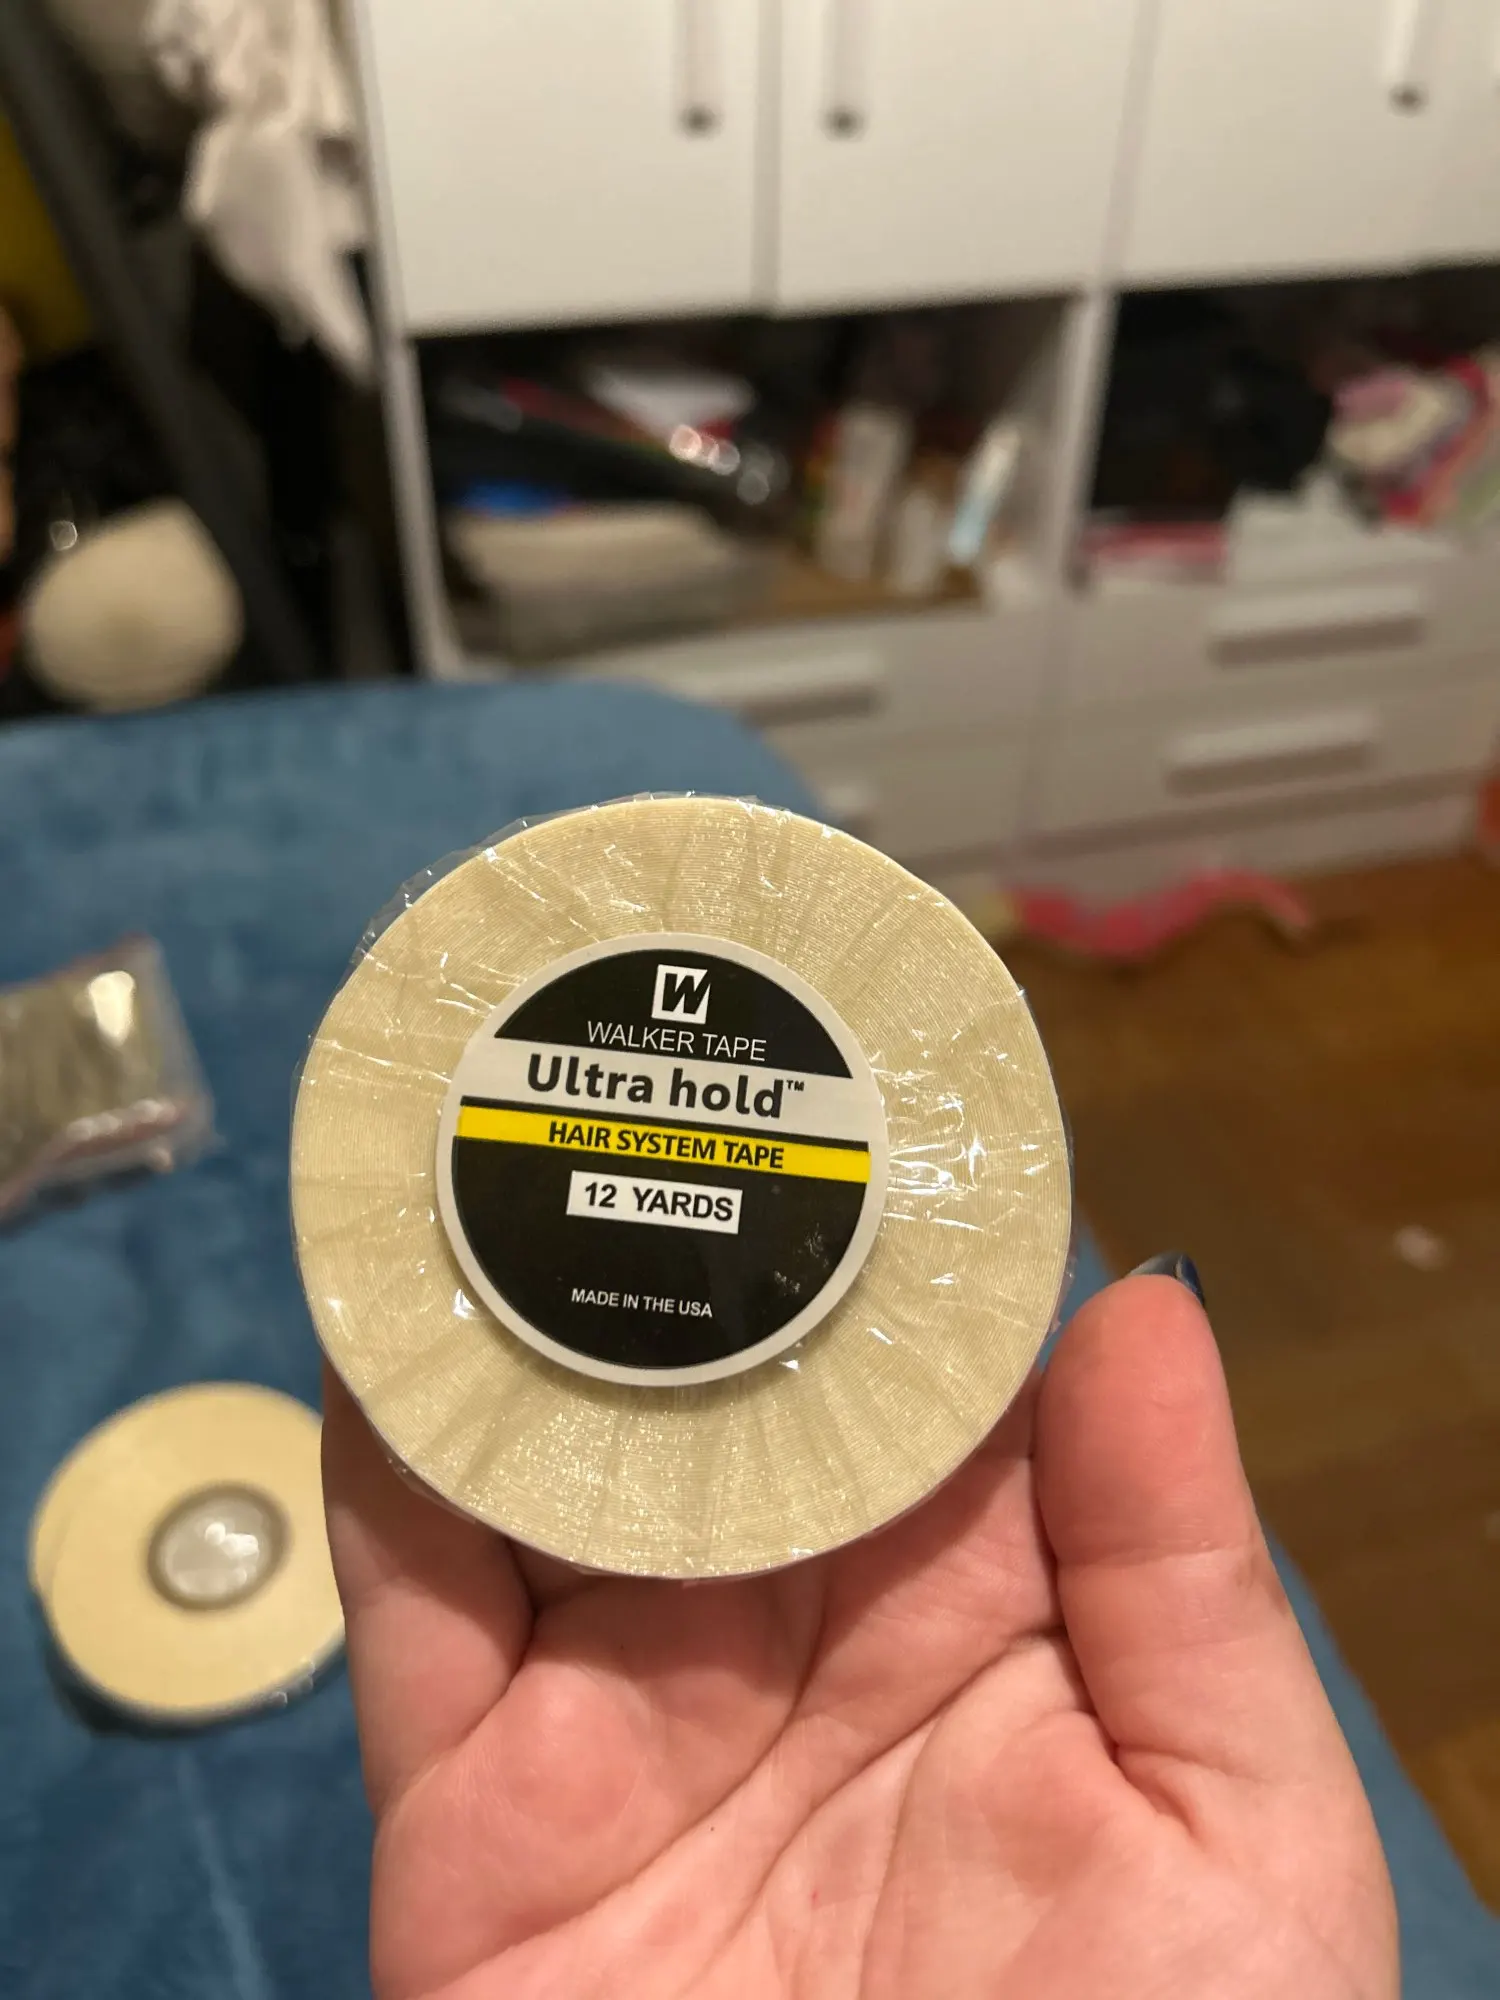 W
WALKER TAPE
Ultra hold™
HAIR SYSTEM TAPE
12 YARDS
MADE IN THE USA